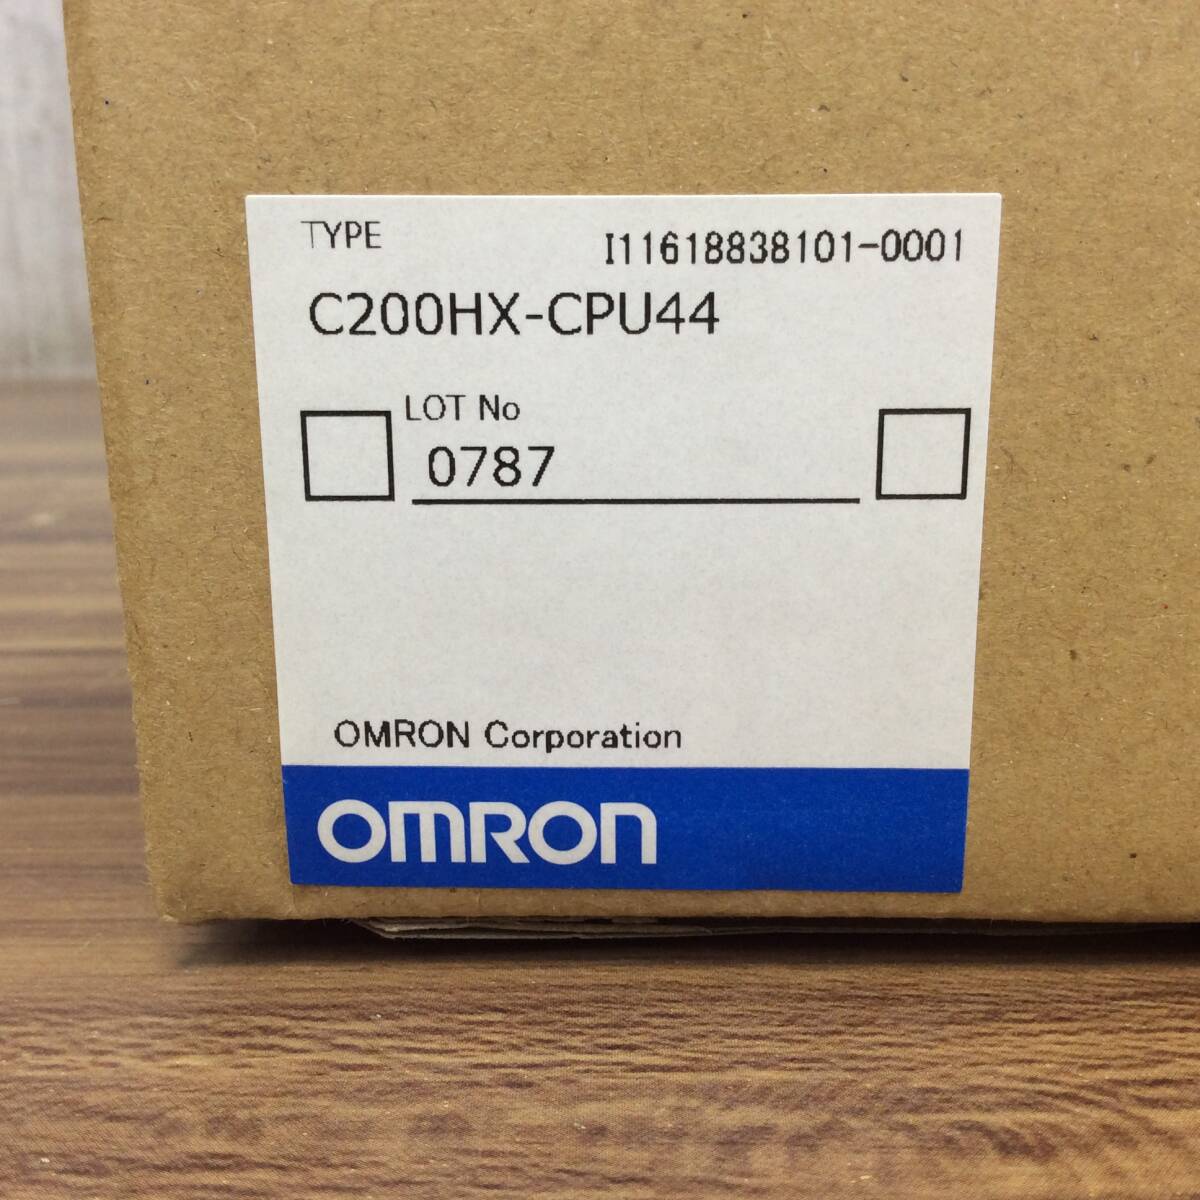 TYPE
I11618838101-0001
C200HX-CPU44
LOT No
0787
OMRON Corporation
OMRON